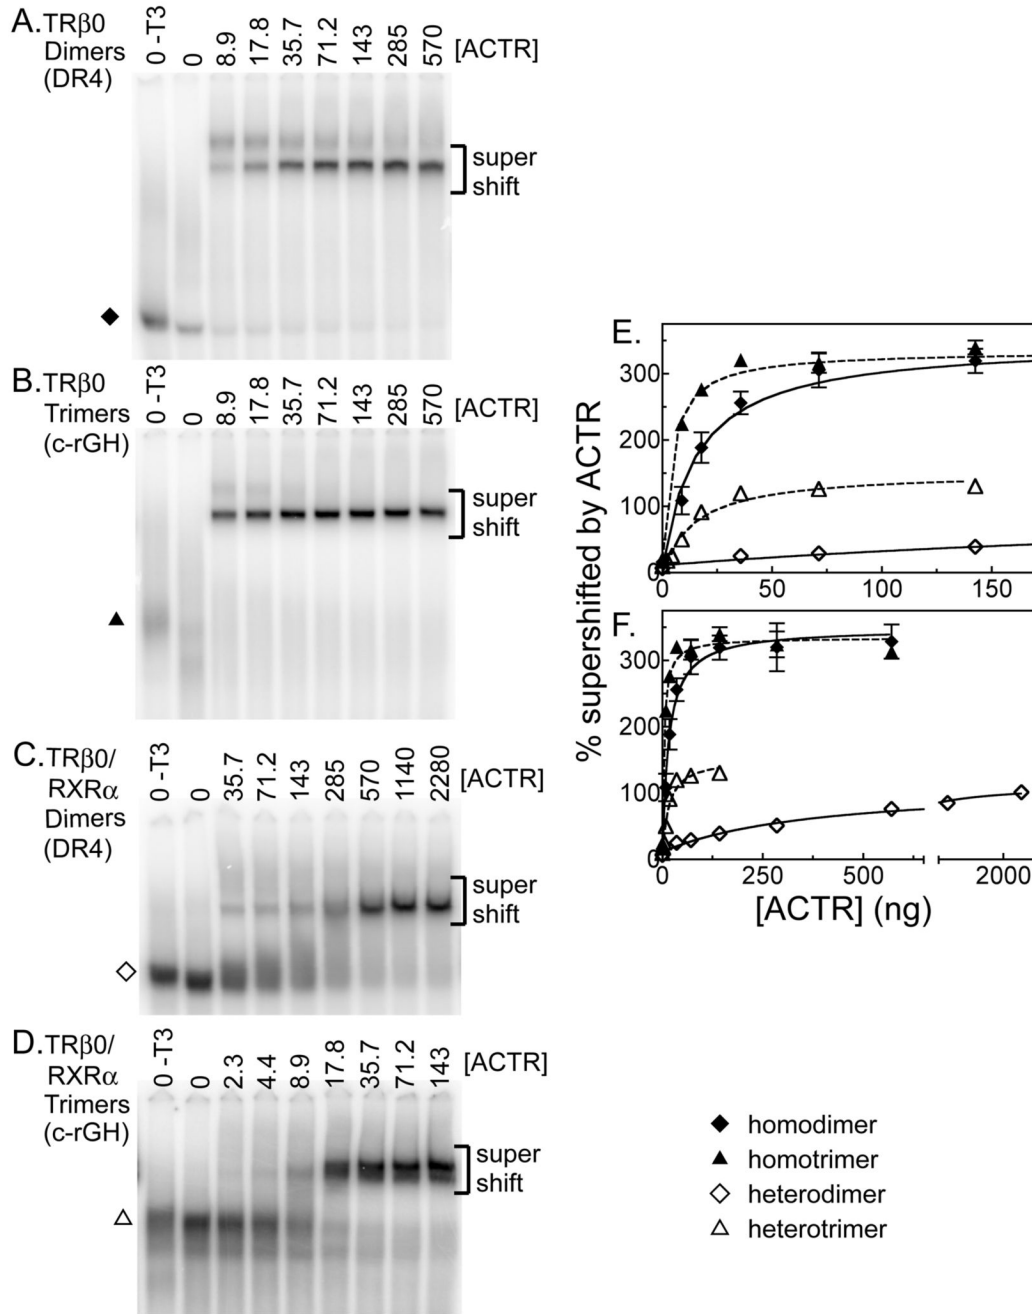 A. TRβ0
Dimers
(DR4)
0 -T3 0 8.9 17.8 35.7 71.2 143 285 570 [ACTR]
super
shift
B. TRβ0
Trimers
(c-rGH)
0 -T3 0 8.9 17.8 35.7 71.2 143 285 570 [ACTR]
super
shift
C. TRβ0/
RXRα
Dimers
(DR4)
0 -T3 0 35.7 71.2 143 285 570 1140 2280 [ACTR]
super
shift
D. TRβ0/
RXRα
Trimers
(c-rGH)
0 -T3 0 2.3 4.4 8.9 17.8 35.7 71.2 143 [ACTR]
super
shift
E.
300
200
100
0
0 50 100 150
F.
300
200
100
0
0 250 500 2000
[ACTR] (ng)
% supershifted by ACTR
homodimer
homotrimer
heterodimer
heterotrimer